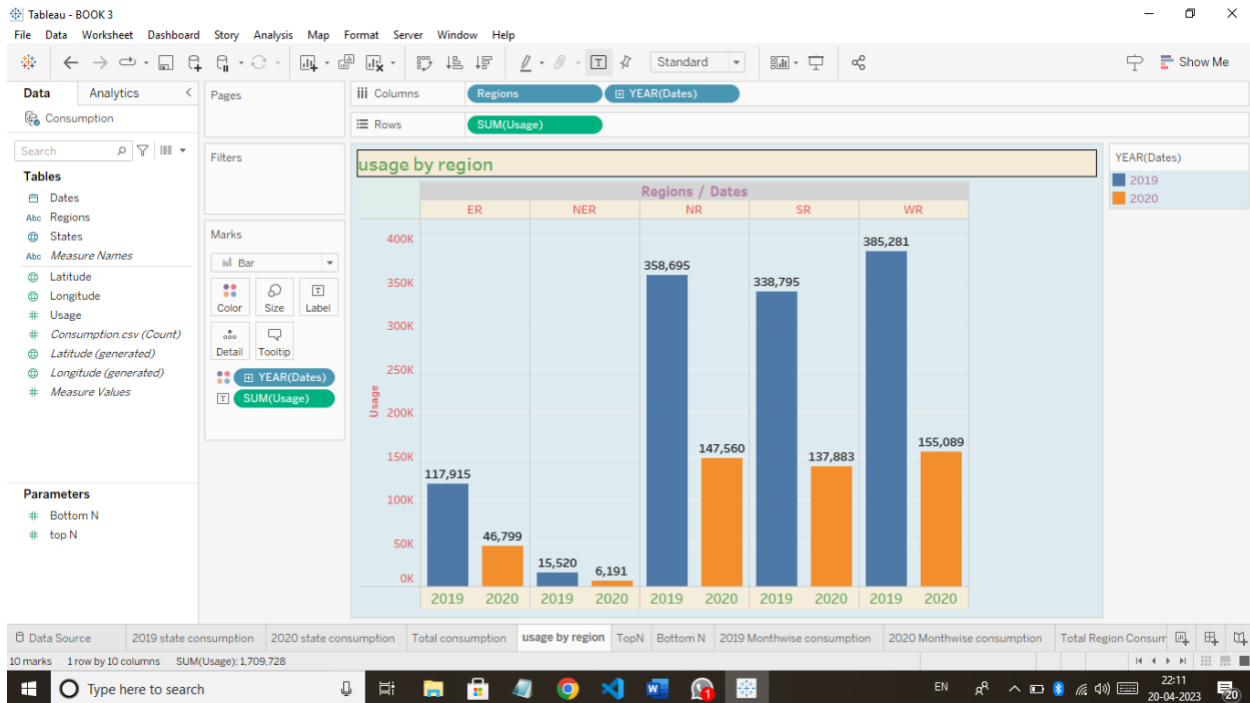 Tableau - BOOK 3
File Data Worksheet Dashboard Story Analysis Map Format Server Window Help
Standard
Show Me
Data Analytics
Pages
Columns Regions YEAR(Dates)
Consumption
Rows SUM(Usage)
Search
Filters
usage by region
YEAR(Dates)
2019
2020
Tables
Dates
Abc Regions
States
Abc Measure Names
Latitude
Longitude
# Usage
# Consumption.csv (Count)
Latitude (generated)
Longitude (generated)
# Measure Values
Parameters
# Bottom N
# top N
Marks
Bar
Color Size T Label
Detail Tooltip
YEAR(Dates)
T SUM(Usage)
Regions / Dates
ER NER NR SR WR
Usage
400K
350K
300K
250K
200K
150K
100K
50K
0K
117,915
46,799
15,520
6,191
358,695
147,560
338,795
137,883
385,281
155,089
2019 2020 2019 2020 2019 2020 2019 2020 2019 2020
Data Source 2019 state consumption 2020 state consumption Total consumption usage by region TopN Bottom N 2019 Monthwise consumption 2020 Monthwise consumption Total Region Consum
10 marks 1 row by 10 columns SUM(Usage): 1,709,728
Type here to search
1
EN
22:11
20-04-2023
20